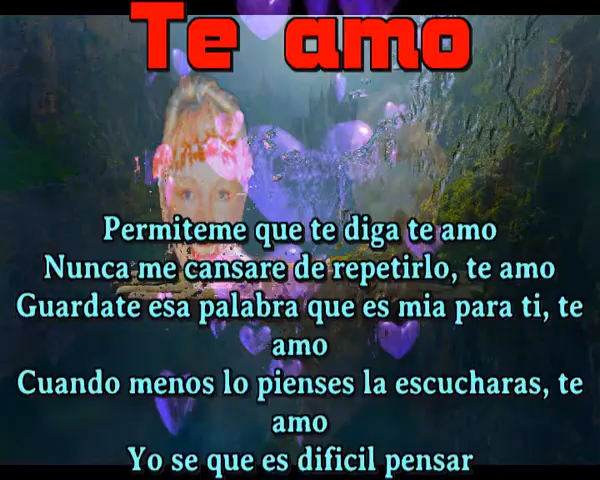 Te amo
Permiteme que te diga te amo
Nunca me cansare de repetirlo, te amo
Guardate esa palabra que es mia para ti, te
amo
Cuando menos lo pienses la escucharas, te
amo
Yo se que es dificil pensar